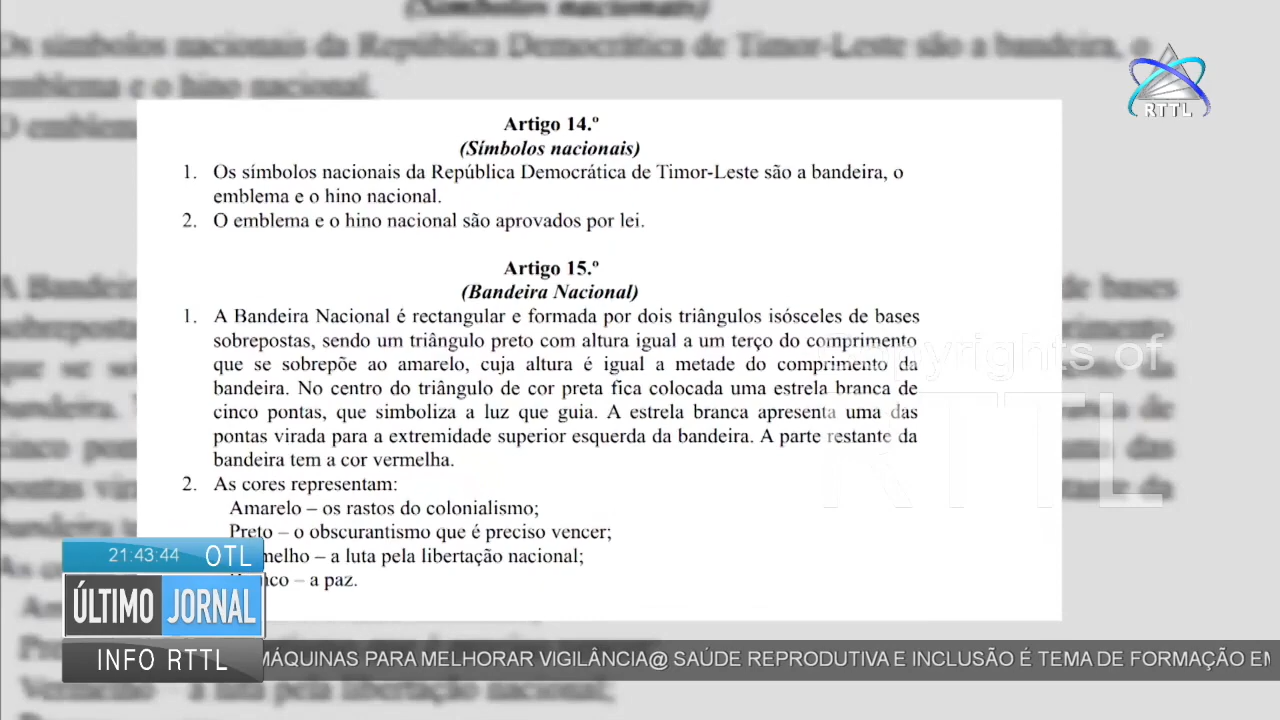 RTTL
Artigo 14.º
(Símbolos nacionais)
1. Os símbolos nacionais da República Democrática de Timor-Leste são a bandeira, o
emblema e o hino nacional.
2. O emblema e o hino nacional são aprovados por lei.
Artigo 15.º
(Bandeira Nacional)
1. A Bandeira Nacional é rectangular e formada por dois triângulos isósceles de bases
sobrepostas, sendo um triângulo preto com altura igual a um terço do comprimento
que se sobrepõe ao amarelo, cuja altura é igual a metade do comprimento da
bandeira. No centro do triângulo de cor preta fica colocada uma estrela branca de
cinco pontas, que simboliza a luz que guia. A estrela branca apresenta uma das
pontas virada para a extremidade superior esquerda da bandeira. A parte restante da
bandeira tem a cor vermelha.
2. As cores representam:
Amarelo – os rastos do colonialismo;
Preto – o obscurantismo que é preciso vencer;
melho – a luta pela libertação nacional;
nco – a paz.
Copyrights of
RTTL
21:43:44 OTL
ÚLTIMO JORNAL
INFO RTTL
MÁQUINAS PARA MELHORAR VIGILÂNCIA@ SAÚDE REPRODUTIVA E INCLUSÃO É TEMA DE FORMAÇÃO EM